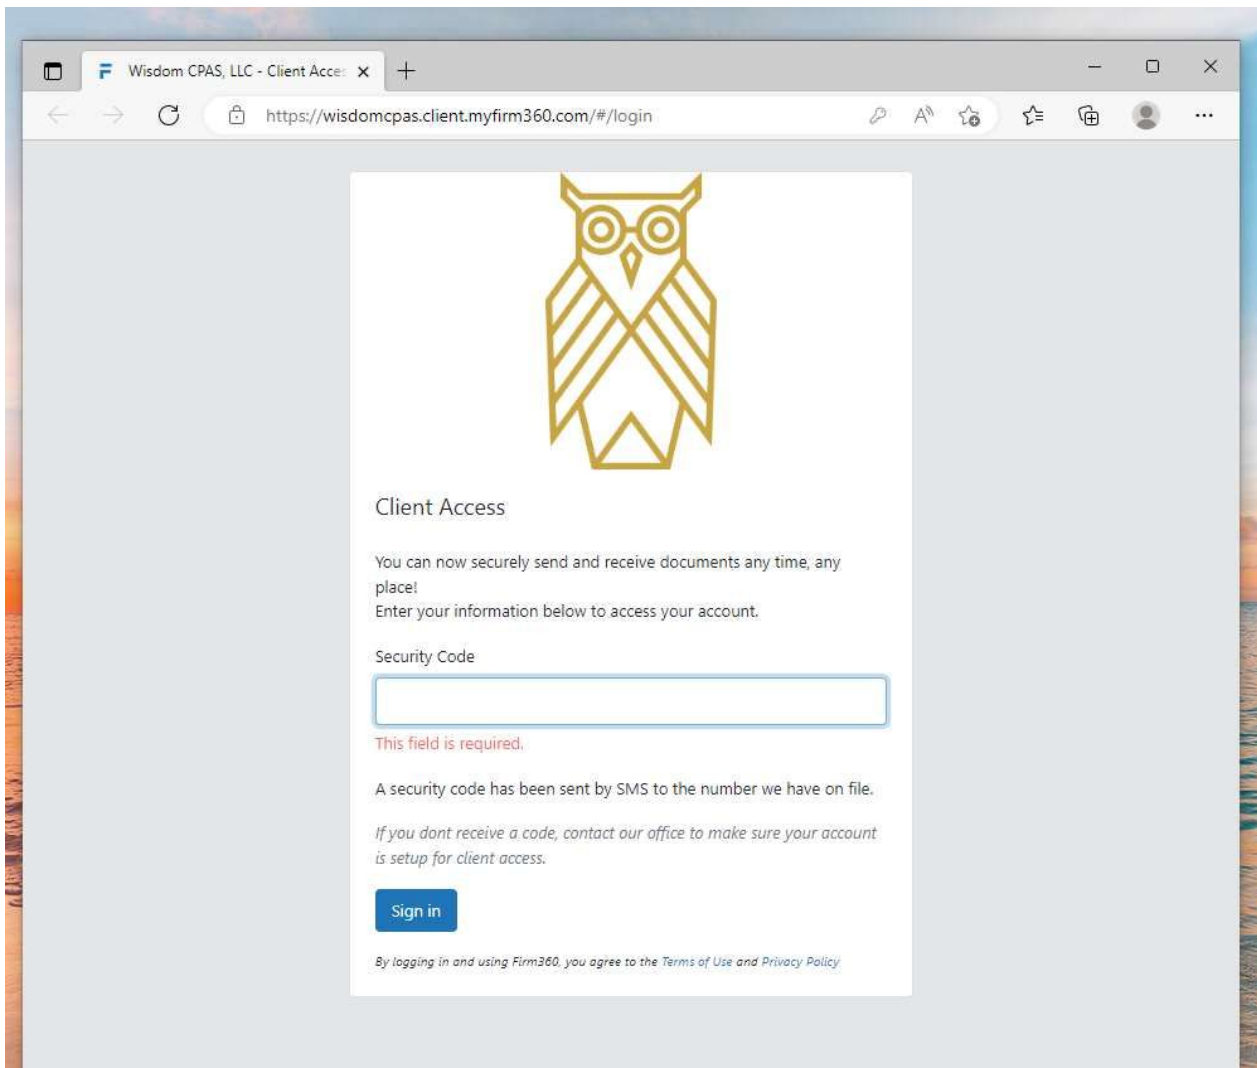 Wisdom CPAS, LLC - Client Acce
https://wisdomcpas.client.myfirm360.com/#/login
Client Access
You can now securely send and receive documents any time, any
place!
Enter your information below to access your account.
Security Code
This field is required.
A security code has been sent by SMS to the number we have on file.
If you dont receive a code, contact our office to make sure your account
is setup for client access.
Sign in
By logging in and using Firm360, you agree to the Terms of Use and Privacy Policy